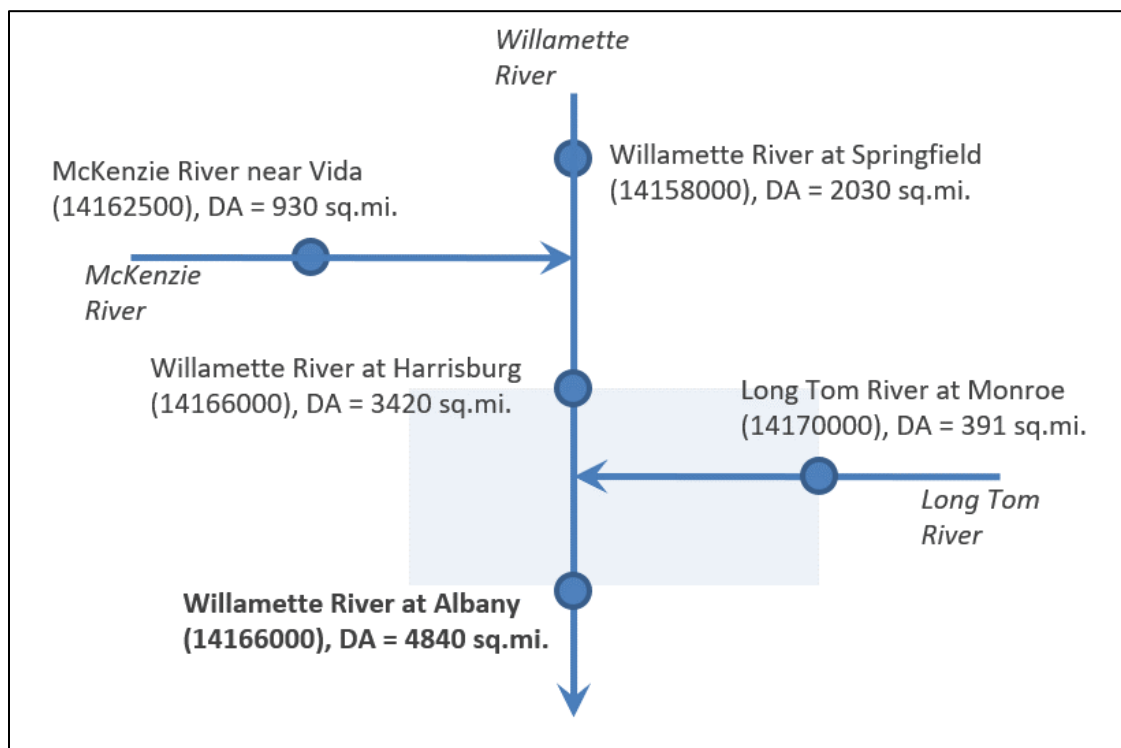 Willamette
River
McKenzie River near Vida
(14162500), DA = 930 sq.mi.
Willamette River at Springfield
(14158000), DA = 2030 sq.mi.
McKenzie
River
Willamette River at Harrisburg
(14166000), DA = 3420 sq.mi.
Long Tom River at Monroe
(14170000), DA = 391 sq.mi.
Long Tom
River
Willamette River at Albany
(14166000), DA = 4840 sq.mi.